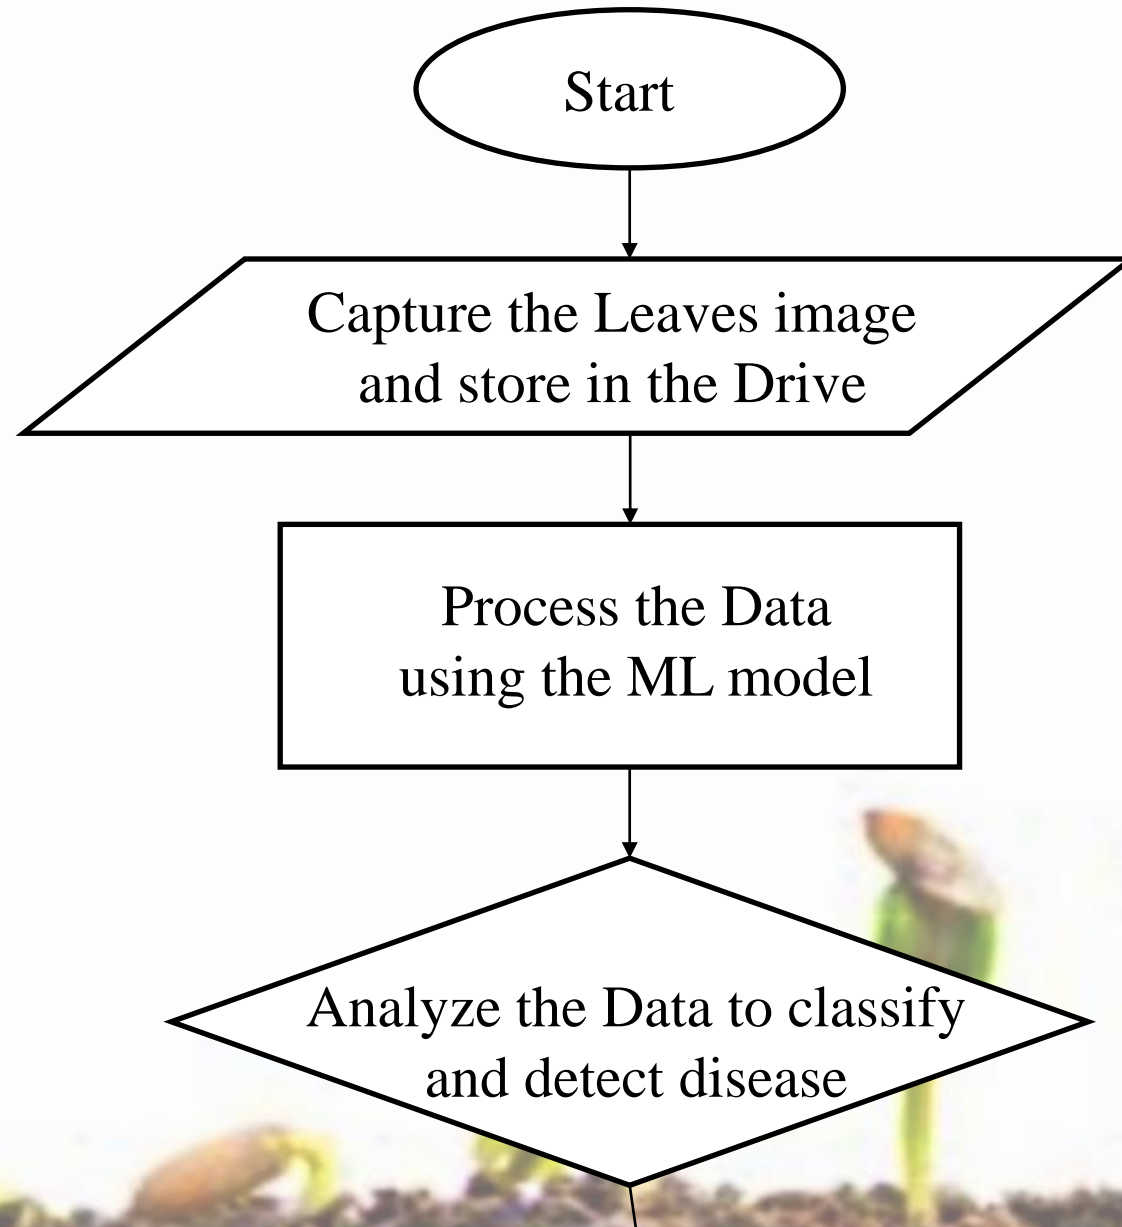 Start
Capture the Leaves image
and store in the Drive
Process the Data
using the ML model
Analyze the Data to classify
and detect disease